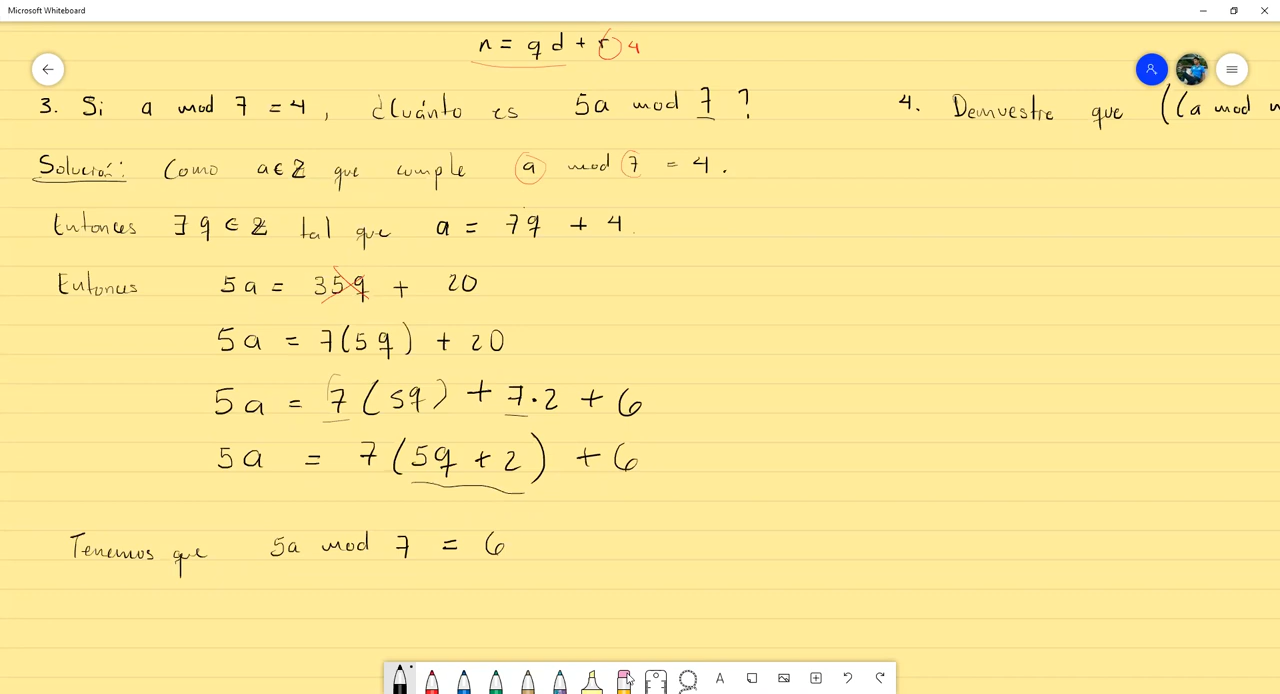 Microsoft Whiteboard
n = qd + r 4
3. Si a mod 7 = 4, ¿Cuánto es 5a mod 7?
Solución: Como a ∈ ℤ que cumple a mod 7 = 4.
Entonces ∃ q ∈ ℤ tal que a = 7q + 4.
Entonces 5a = 35q + 20
5a = 7(5q) + 20
5a = 7(5q) + 7·2 + 6
5a = 7(5q + 2) + 6
Tenemos que 5a mod 7 = 6
4. Demuestre que ((a mod
A